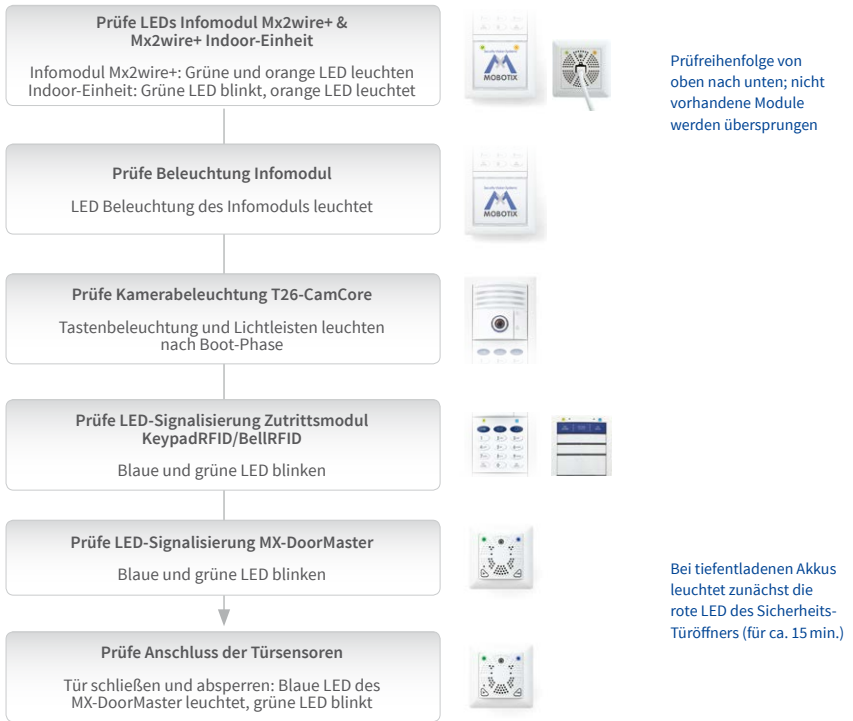 Prüfe LEDs Infomodul Mx2wire+ &
Mx2wire+ Indoor-Einheit
Infomodul Mx2wire+: Grüne und orange LED leuchten
Indoor-Einheit: Grüne LED blinkt, orange LED leuchtet
MOBOTIX
Prüfreihenfolge von
oben nach unten; nicht
vorhandene Module
werden übersprungen
Prüfe Beleuchtung Infomodul
LED Beleuchtung des Infomoduls leuchtet
MOBOTIX
Prüfe Kamerabeleuchtung T26-CamCore
Tastenbeleuchtung und Lichtleisten leuchten
nach Boot-Phase
Prüfe LED-Signalisierung Zutrittsmodul
KeypadRFID/BellRFID
Blaue und grüne LED blinken
Prüfe LED-Signalisierung MX-DoorMaster
Blaue und grüne LED blinken
Bei tiefentladenen Akkus
leuchtet zunächst die
rote LED des Sicherheits-
Türöffners (für ca. 15 min.)
Prüfe Anschluss der Türsensoren
Tür schließen und absperren: Blaue LED des
MX-DoorMaster leuchtet, grüne LED blinkt